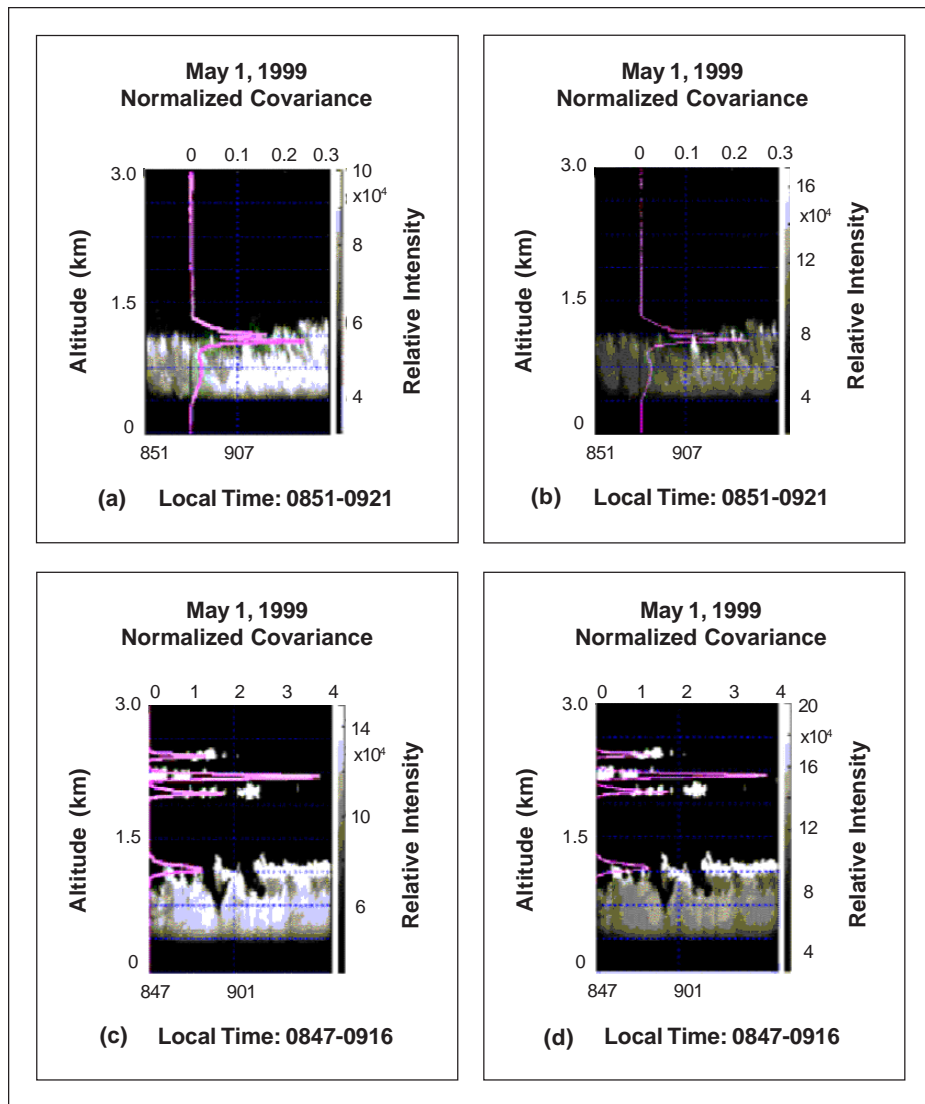 May 1, 1999
Normalized Covariance
0 0.1 0.2 0.3
3.0
1.5
0
Altitude (km)
10
x10⁴
8
6
4
Relative Intensity
851 907
(a) Local Time: 0851-0921
May 1, 1999
Normalized Covariance
0 0.1 0.2 0.3
3.0
1.5
0
Altitude (km)
16
x10⁴
12
8
4
Relative Intensity
851 907
(b) Local Time: 0851-0921
May 1, 1999
Normalized Covariance
0 1 2 3 4
3.0
1.5
0
Altitude (km)
14
x10⁴
10
6
Relative Intensity
847 901
(c) Local Time: 0847-0916
May 1, 1999
Normalized Covariance
0 1 2 3 4
3.0
1.5
0
Altitude (km)
20
x10⁴
16
12
8
4
Relative Intensity
847 901
(d) Local Time: 0847-0916